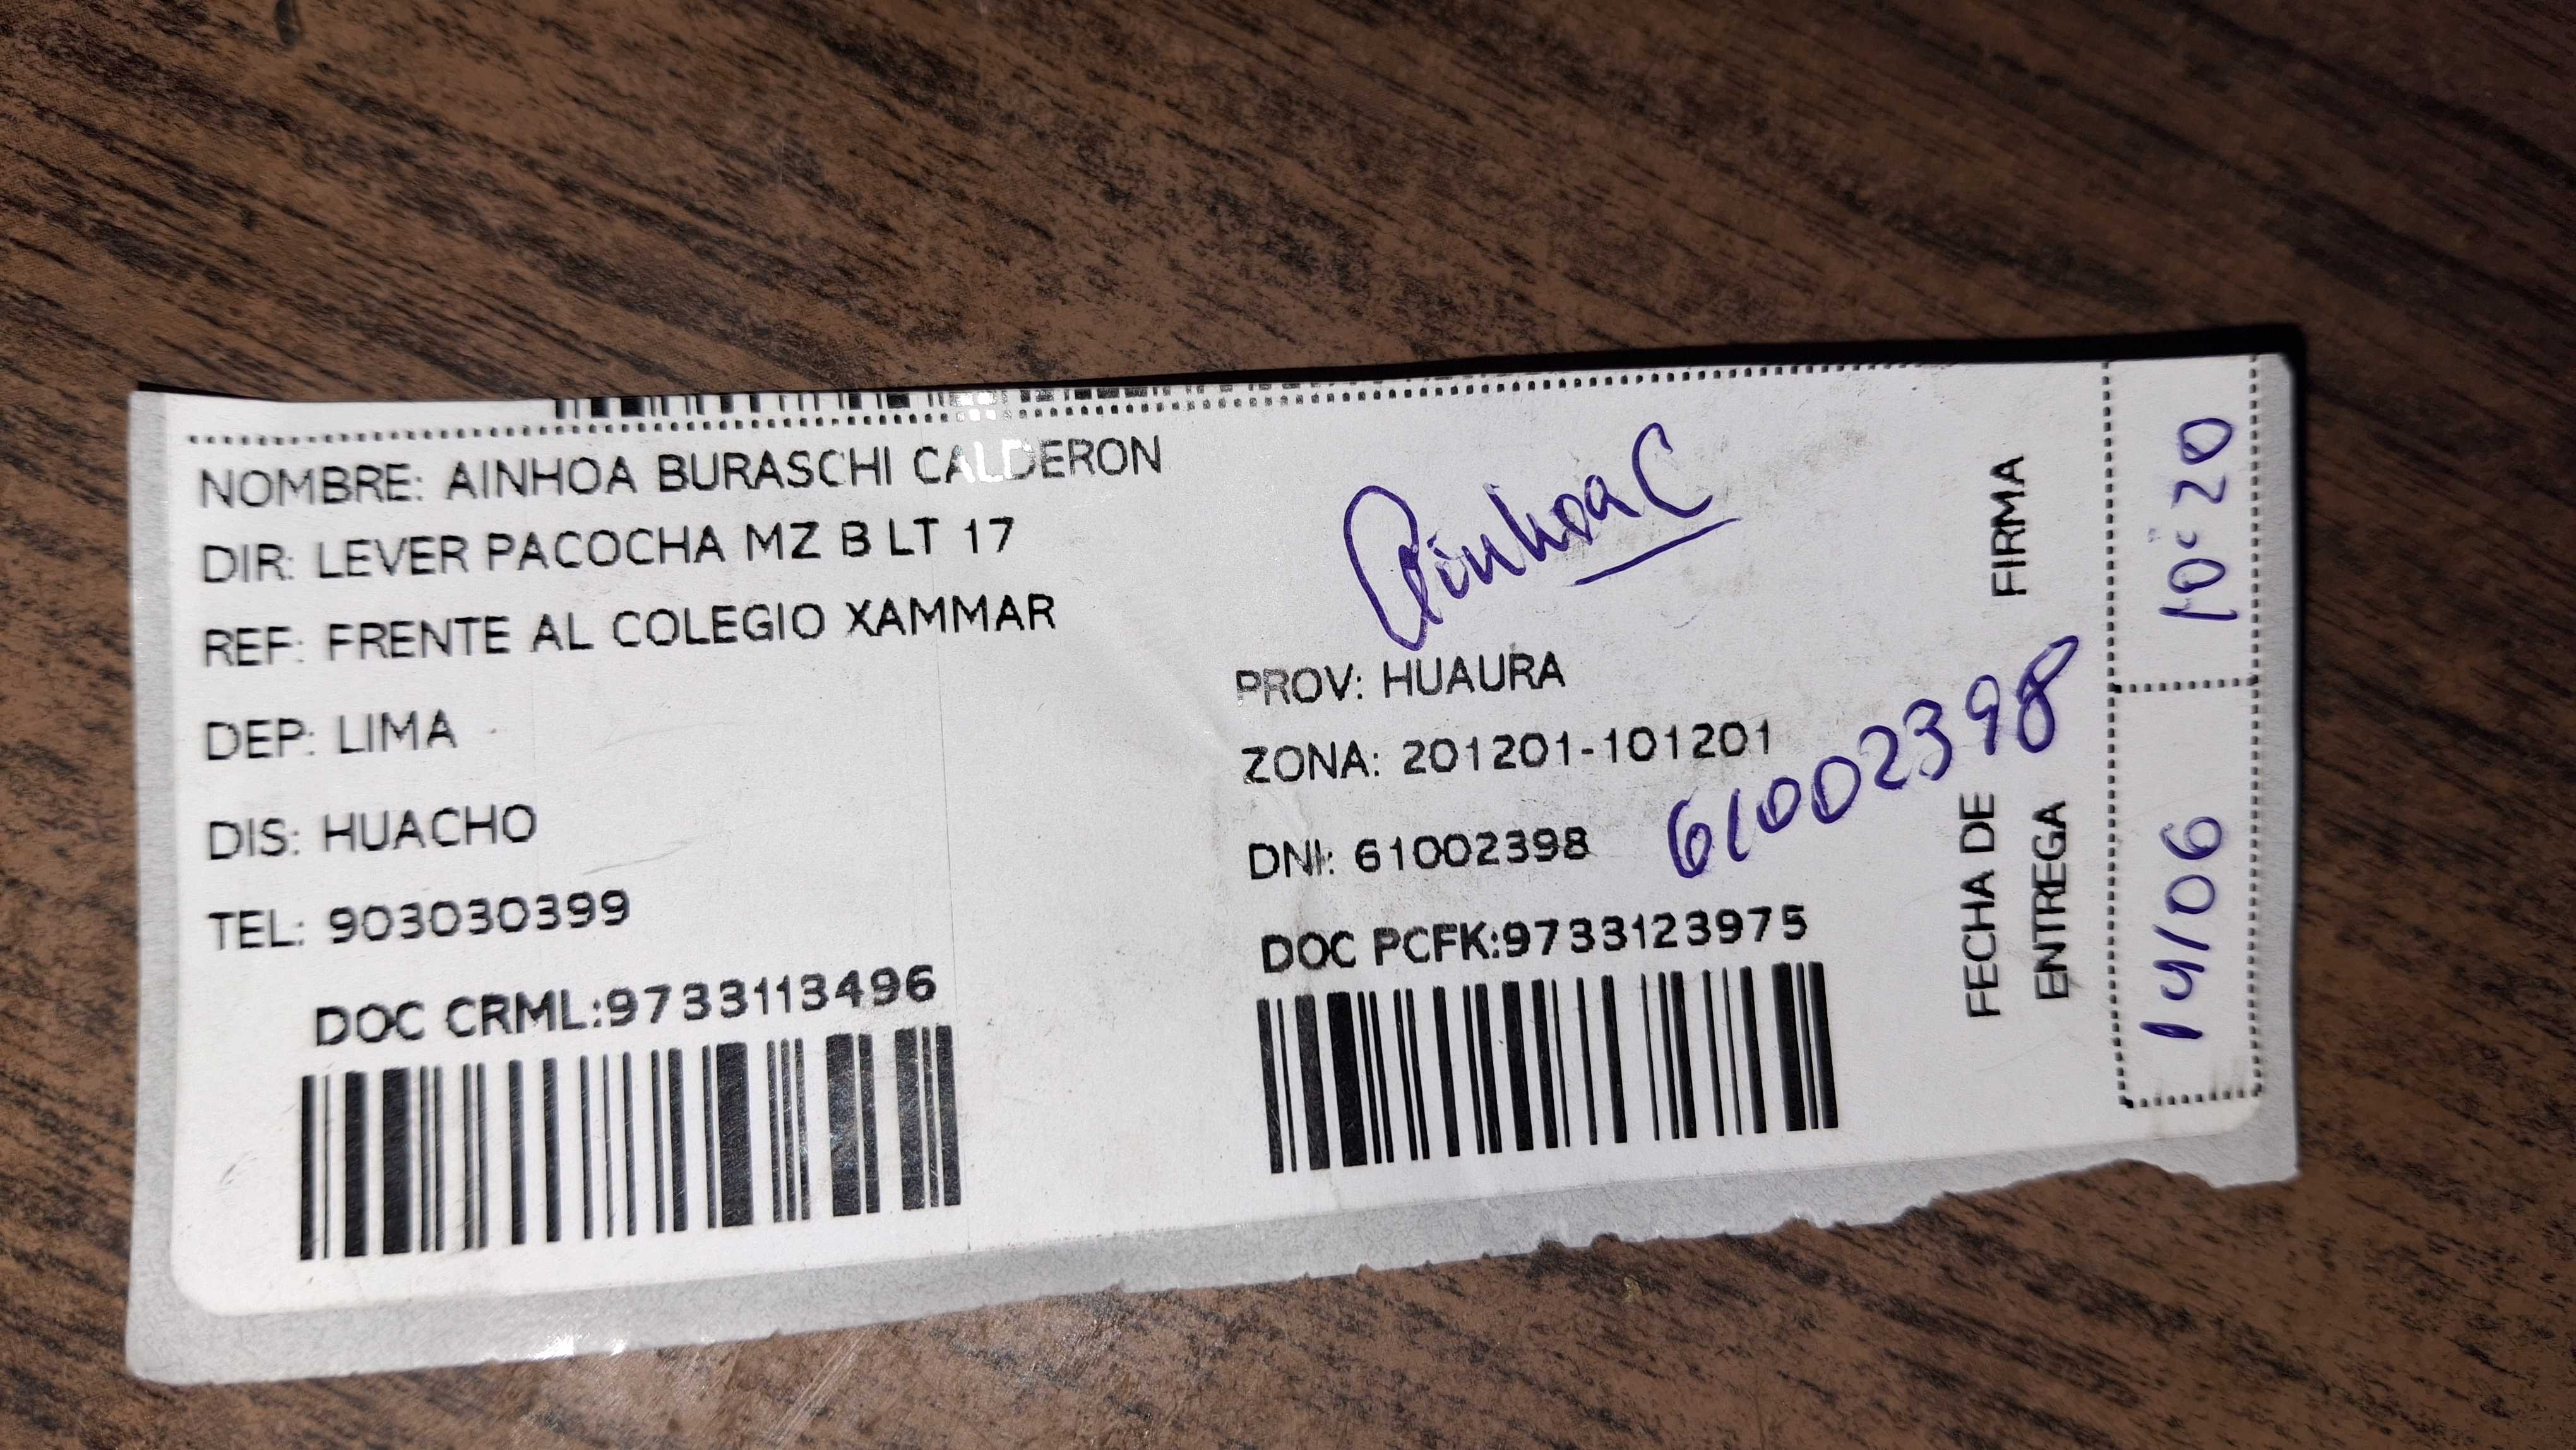 NOMBRE: AINHOA BURASCHI CALDERON
DIR: LEVER PACOCHA MZ B LT 17
REF: FRENTE AL COLEGIO XAMMAR
DEP: LIMA
DIS: HUACHO
TEL: 903030399
DOC CRML:9733113496
Ainhoa C
PROV: HUAURA
ZONA: 201201-101201
DNI: 61002398
61002398
DOC PCFK:9733123975
FIRMA
FECHA DE
ENTREGA
10:20
14/06